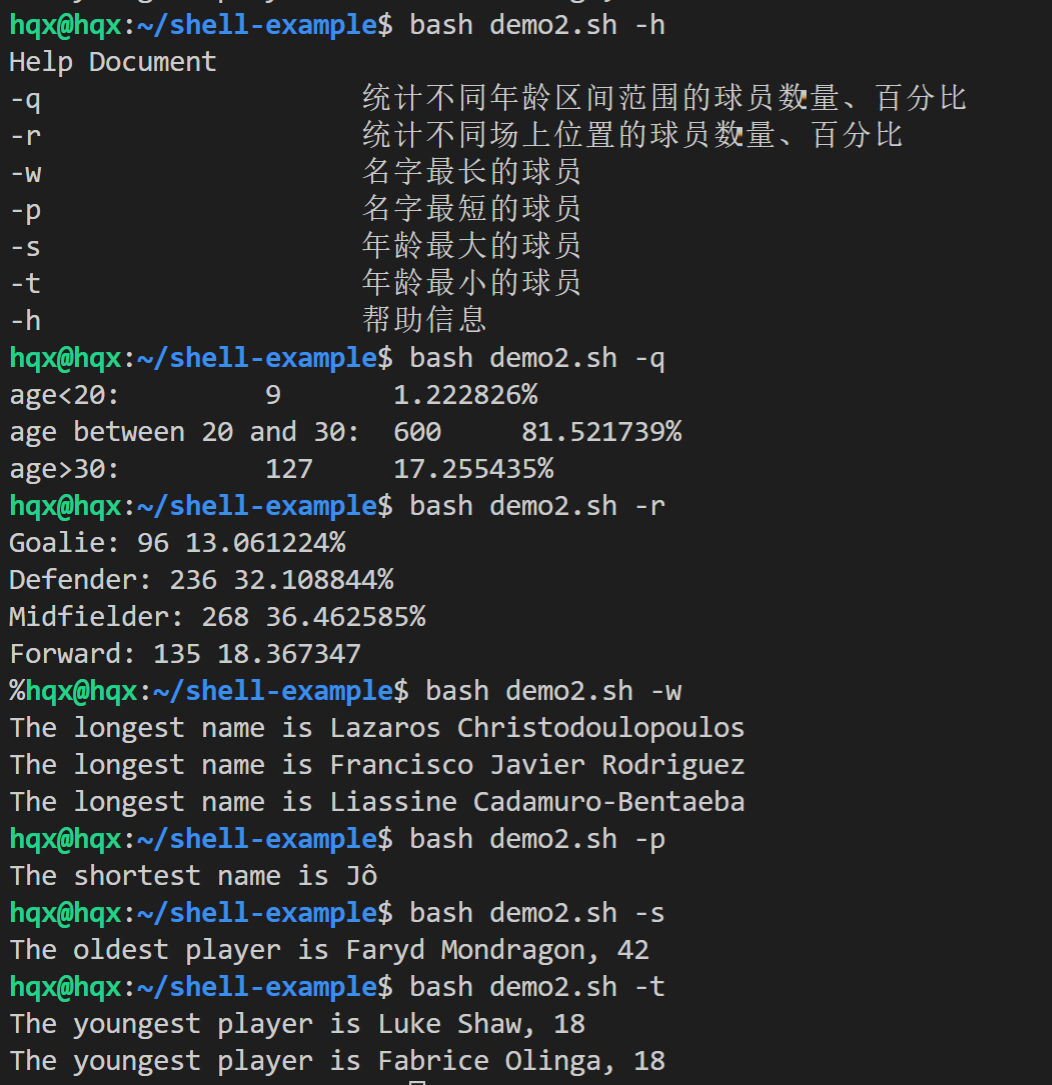 hqx@hqx:~/shell-example$ bash demo2.sh -h
Help Document
-q                    统计不同年龄区间范围的球员数量、百分比
-r                    统计不同场上位置的球员数量、百分比
-w                    名字最长的球员
-p                    名字最短的球员
-s                    年龄最大的球员
-t                    年龄最小的球员
-h                    帮助信息
hqx@hqx:~/shell-example$ bash demo2.sh -q
age<20:         9       1.222826%
age between 20 and 30:  600     81.521739%
age>30:         127     17.255435%
hqx@hqx:~/shell-example$ bash demo2.sh -r
Goalie: 96 13.061224%
Defender: 236 32.108844%
Midfielder: 268 36.462585%
Forward: 135 18.367347
%hqx@hqx:~/shell-example$ bash demo2.sh -w
The longest name is Lazaros Christodoulopoulos
The longest name is Francisco Javier Rodriguez
The longest name is Liassine Cadamuro-Bentaeba
hqx@hqx:~/shell-example$ bash demo2.sh -p
The shortest name is Jô
hqx@hqx:~/shell-example$ bash demo2.sh -s
The oldest player is Faryd Mondragon, 42
hqx@hqx:~/shell-example$ bash demo2.sh -t
The youngest player is Luke Shaw, 18
The youngest player is Fabrice Olinga, 18